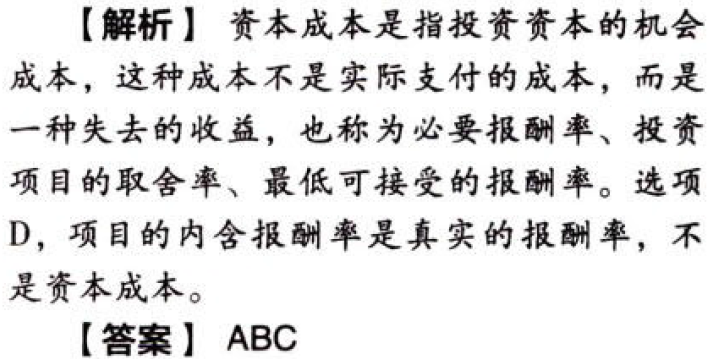 【解析】 资本成本是指投资资本的机会
成本，这种成本不是实际支付的成本，而是
一种失去的收益，也称为必要报酬率、投资
项目的取舍率、最低可接受的报酬率。选项
D，项目的内含报酬率是真实的报酬率，不
是资本成本。
【答案】 ABC